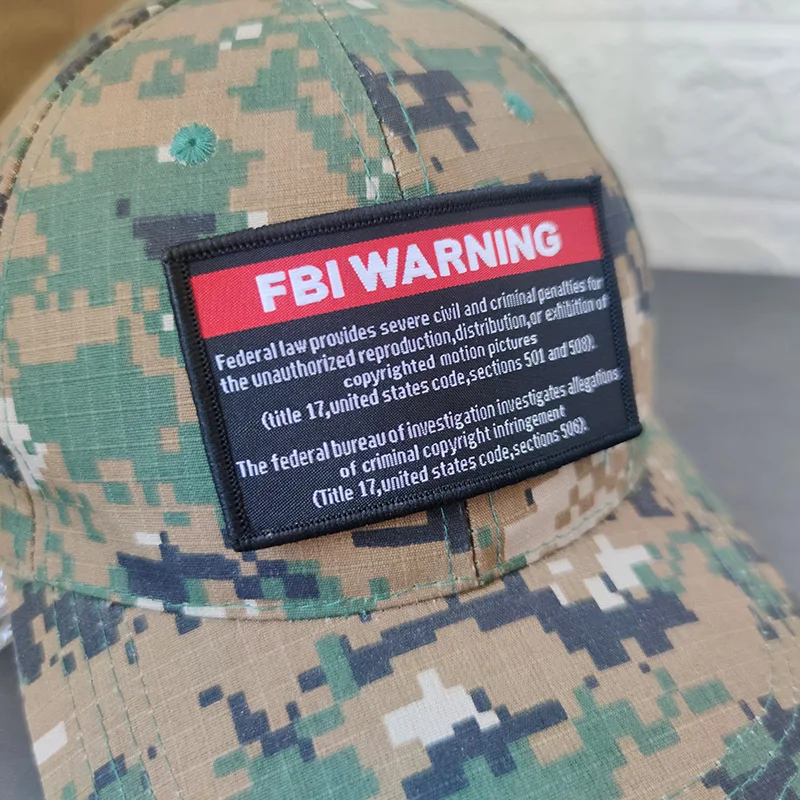 FBI WARNING
Federal law provides severe civil and criminal penalties for
the unauthorized reproduction,distribution,or exhibition of
copyrighted motion pictures
(title 17,united states code,sections 501 and 508).
The federal bureau of investigation investigates allegations
of criminal copyright infringement
(Title 17,united states code,sections 506).